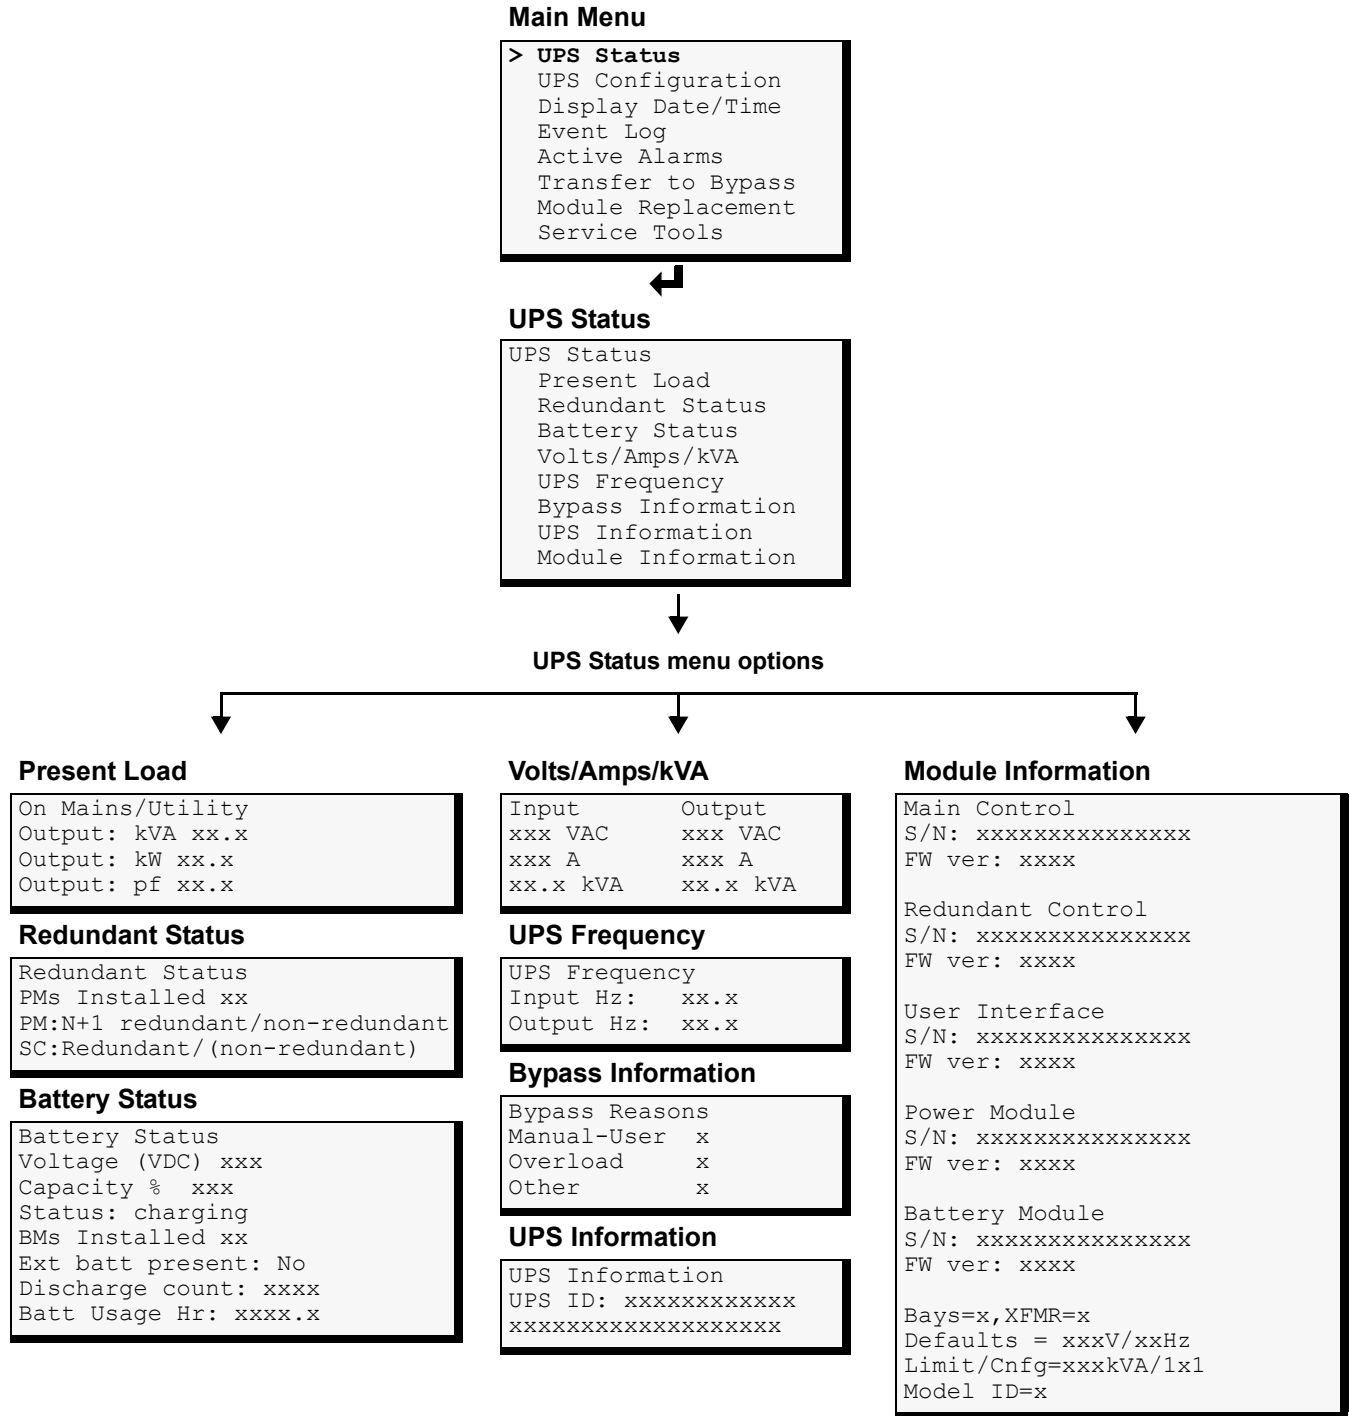 Main Menu
> UPS Status
UPS Configuration
Display Date/Time
Event Log
Active Alarms
Transfer to Bypass
Module Replacement
Service Tools
UPS Status
UPS Status
Present Load
Redundant Status
Battery Status
Volts/Amps/kVA
UPS Frequency
Bypass Information
UPS Information
Module Information
UPS Status menu options
Present Load
On Mains/Utility
Output: kVA xx.x
Output: kW xx.x
Output: pf xx.x
Redundant Status
Redundant Status
PMs Installed xx
PM:N+1 redundant/non-redundant
SC:Redundant/(non-redundant)
Battery Status
Battery Status
Voltage (VDC) xxx
Capacity % xxx
Status: charging
BMs Installed xx
Ext batt present: No
Discharge count: xxxx
Batt Usage Hr: xxxx.x
Volts/Amps/kVA
Input Output
xxx VAC xxx VAC
xxx A xxx A
xx.x kVA xx.x kVA
UPS Frequency
UPS Frequency
Input Hz: xx.x
Output Hz: xx.x
Bypass Information
Bypass Reasons
Manual-User x
Overload x
Other x
UPS Information
UPS Information
UPS ID: xxxxxxxxxxxx
xxxxxxxxxxxxxxxxxxx
Module Information
Main Control
S/N: xxxxxxxxxxxxxxx
FW ver: xxxx
Redundant Control
S/N: xxxxxxxxxxxxxxx
FW ver: xxxx
User Interface
S/N: xxxxxxxxxxxxxxx
FW ver: xxxx
Power Module
S/N: xxxxxxxxxxxxxxx
FW ver: xxxx
Battery Module
S/N: xxxxxxxxxxxxxxx
FW ver: xxxx
Bays=x,XFMR=x
Defaults = xxxV/xxHz
Limit/Cnfg=xxxkVA/1x1
Model ID=x